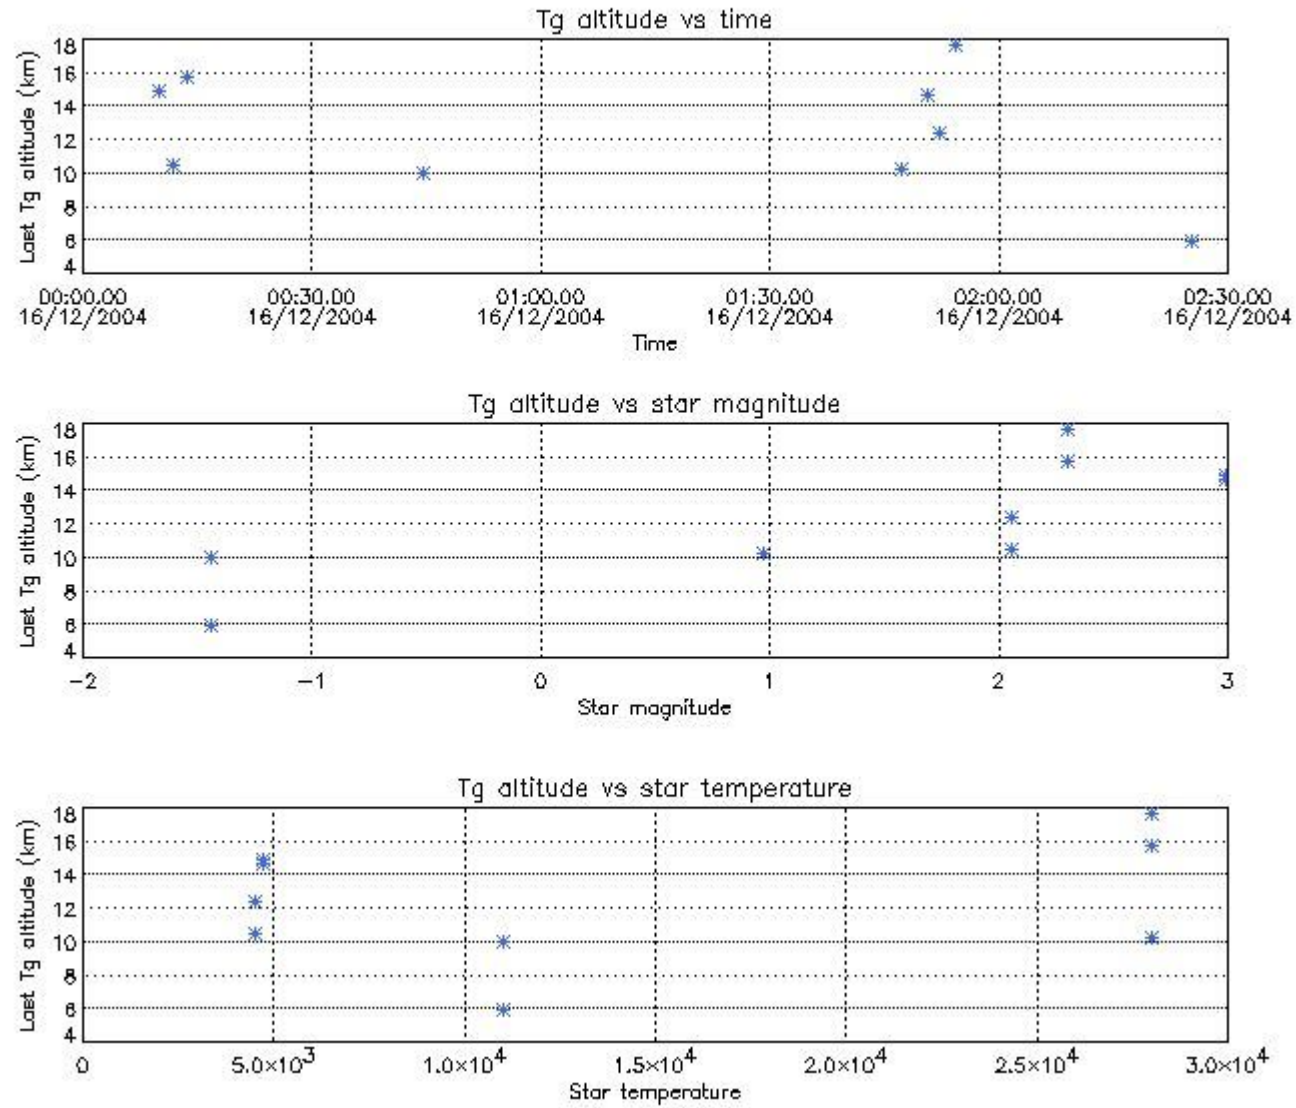 Tg altitude vs time
Last Tg altitude (km)
18
16
14
12
10
8
6
4
00:00.00 00:30.00 01:00.00 01:30.00 02:00.00 02:30.00
16/12/2004 16/12/2004 16/12/2004 16/12/2004 16/12/2004 16/12/2004
Time
Tg altitude vs star magnitude
Last Tg altitude (km)
18
16
14
12
10
8
6
4
-2 -1 0 1 2 3
Star magnitude
Tg altitude vs star temperature
Last Tg altitude (km)
18
16
14
12
10
8
6
4
0 5.0×10³ 1.0×10⁴ 1.5×10⁴ 2.0×10⁴ 2.5×10⁴ 3.0×10⁴
Star temperature